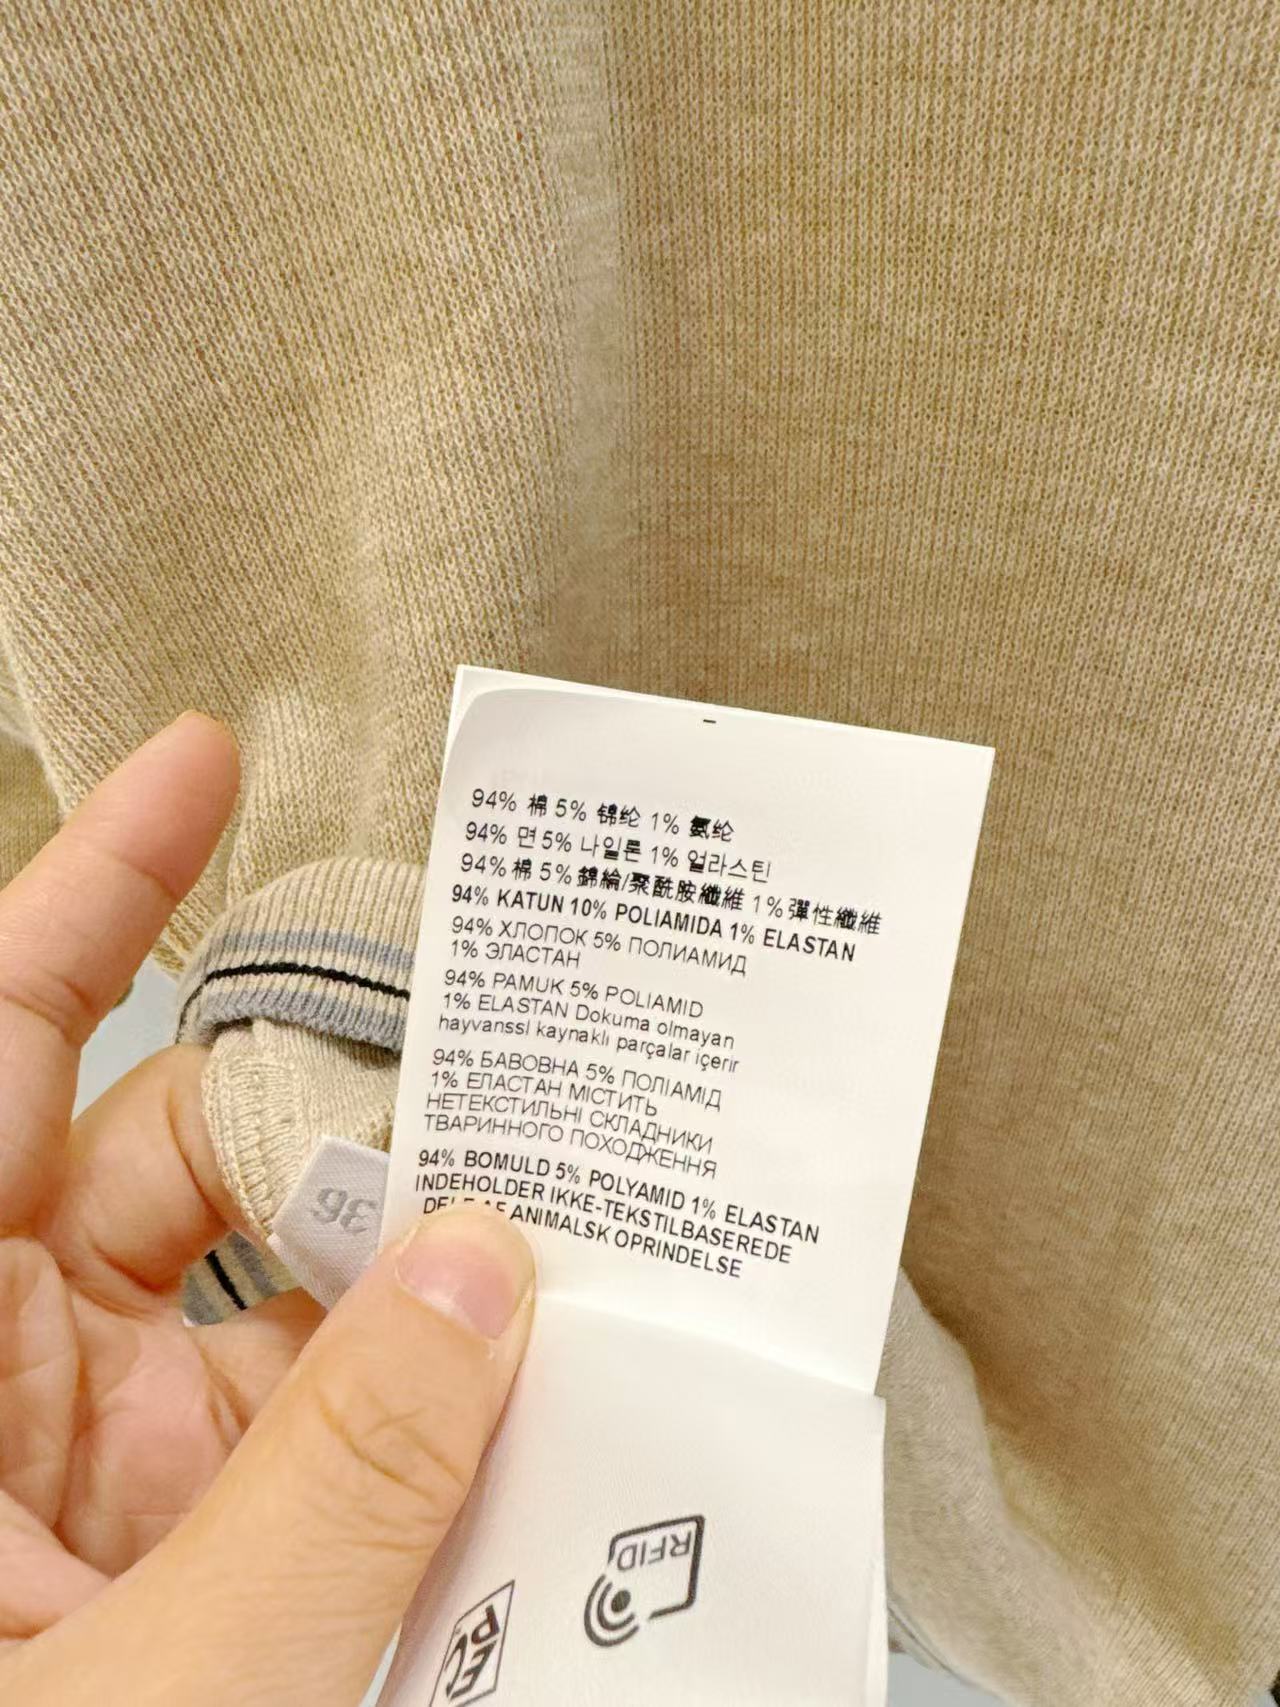 94% 棉 5% 锦纶 1% 氨纶
94% 면 5% 나일론 1% 얼라스틴
94% 棉 5% 錦綸/聚酰胺纖維 1% 彈性纖維
94% KATUN 10% POLIAMIDA 1% ELASTAN
94% ХЛОПОК 5% ПОЛИАМИД
1% ЭЛАСТАН
94% PAMUK 5% POLIAMID
1% ELASTAN Dokuma olmayan
hayvanssl kaynaklı parçalar içerir
94% БАВОВНА 5% ПОЛІАМІД
1% ЕЛАСТАН МІСТИТЬ
НЕТЕКСТИЛЬНІ СКЛАДНИКИ
ТВАРИННОГО ПОХОДЖЕННЯ
94% BOMULD 5% POLYAMID 1% ELASTAN
INDEHOLDER IKKE-TEKSTILBASEREDE
ANIMALSK OPRINDELSE
36
RFID